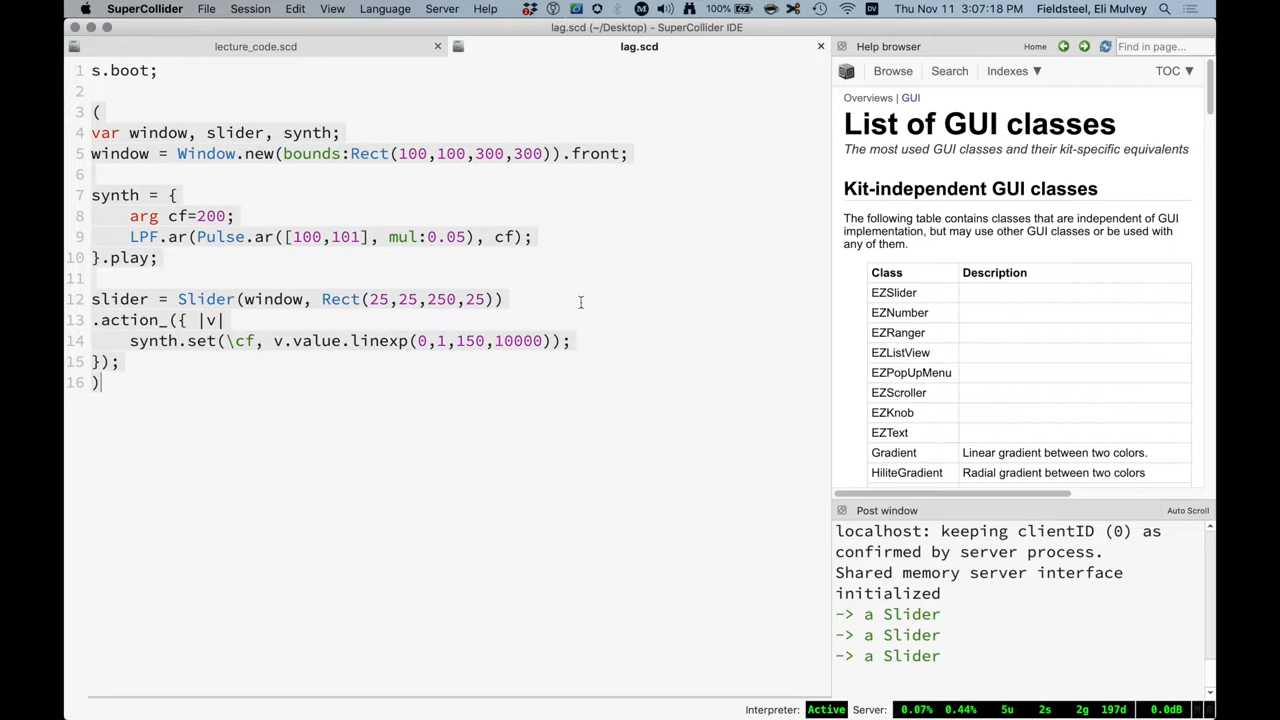 SuperCollider File Session Edit View Language Server Help 100% DV Thu Nov 11 3:07:18 PM Fieldsteel, Eli Mulvey
lag.scd (~/Desktop) - SuperCollider IDE
lecture_code.scd
lag.scd
1 s.boot;
2
3 (
4 var window, slider, synth;
5 window = Window.new(bounds:Rect(100,100,300,300)).front;
6
7 synth = {
8 arg cf=200;
9 LPF.ar(Pulse.ar([100,101], mul:0.05), cf);
10 }.play;
11
12 slider = Slider(window, Rect(25,25,250,25))
13 .action_({ |v|
14 synth.set(\cf, v.value.linexp(0,1,150,10000));
15 });
16 )
Help browser Home Find in page...
Browse Search Indexes ▼ TOC ▼
Overviews | GUI
List of GUI classes
The most used GUI classes and their kit-specific equivalents
Kit-independent GUI classes
The following table contains classes that are independent of GUI
implementation, but may use other GUI classes or be used with
any of them.
Class Description
EZSlider
EZNumber
EZRanger
EZListView
EZPopUpMenu
EZScroller
EZKnob
EZText
Gradient Linear gradient between two colors.
HiliteGradient Radial gradient between two colors
Post window Auto Scroll
localhost: keeping clientID (0) as
confirmed by server process.
Shared memory server interface
initialized
-> a Slider
-> a Slider
-> a Slider
Interpreter: Active Server: 0.07% 0.44% 5u 2s 2g 197d 0.0dB M R